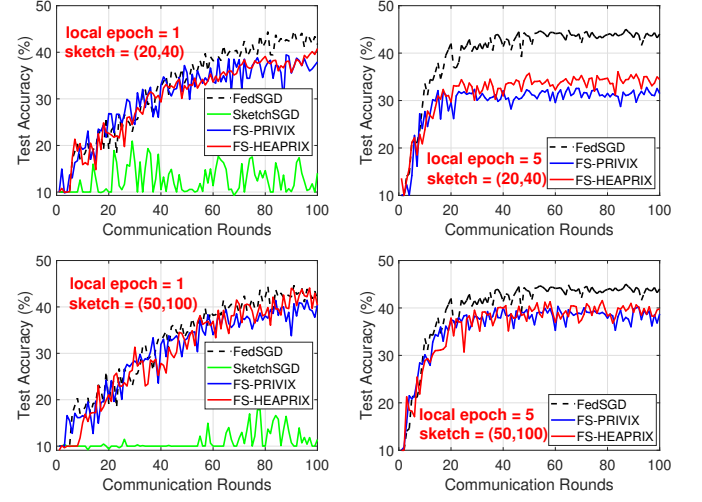 50
40
30
20
10
0
20
40
60
80
100
Test Accuracy (%)
Communication Rounds
local epoch = 1
sketch = (20,40)
FedSGD
SketchSGD
FS-PRIVIX
FS-HEAPRIX
50
40
30
20
10
0
20
40
60
80
100
Test Accuracy (%)
Communication Rounds
local epoch = 5
sketch = (20,40)
FedSGD
FS-PRIVIX
FS-HEAPRIX
50
40
30
20
10
0
20
40
60
80
100
Test Accuracy (%)
Communication Rounds
local epoch = 1
sketch = (50,100)
FedSGD
SketchSGD
FS-PRIVIX
FS-HEAPRIX
50
40
30
20
10
0
20
40
60
80
100
Test Accuracy (%)
Communication Rounds
local epoch = 5
sketch = (50,100)
FedSGD
FS-PRIVIX
FS-HEAPRIX